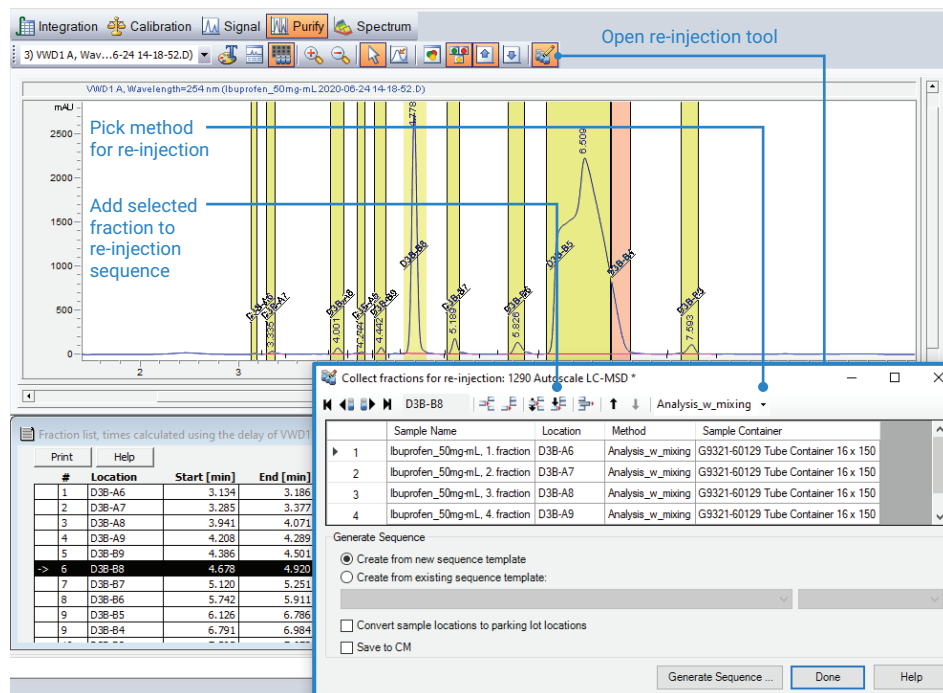 Integration Calibration Signal Purify Spectrum
3) VWD1 A, Wav...6-24 14-18-52.D)
Open re-injection tool
VWD1 A, Wavelength=254 nm (Ibuprofen_50mg-mL 2020-06-24 14-18-52.D)
mAU
2500
2000
1500
1000
500
0
2
3
Pick method
for re-injection
Add selected
fraction to
re-injection
sequence
D3B-A6
D3B-A7
3.335
D3B-A8
4.001
D3B-B9
4.442
D3B-B8
4.778
D3B-B7
5.189
D3B-B6
5.826
D3B-B5
6.509
7.593
Collect fractions for re-injection: 1290 Autoscale LC-MSD *
D3B-B8 Analysis_w_mixing
Sample Name Location Method Sample Container
1 Ibuprofen_50mg-mL, 1. fraction D3B-A6 Analysis_w_mixing G9321-60129 Tube Container 16 x 150
2 Ibuprofen_50mg-mL, 2. fraction D3B-A7 Analysis_w_mixing G9321-60129 Tube Container 16 x 150
3 Ibuprofen_50mg-mL, 3. fraction D3B-A8 Analysis_w_mixing G9321-60129 Tube Container 16 x 150
4 Ibuprofen_50mg-mL, 4. fraction D3B-A9 Analysis_w_mixing G9321-60129 Tube Container 16 x 150
Generate Sequence
Create from new sequence template
Create from existing sequence template:
Convert sample locations to parking lot locations
Save to CM
Generate Sequence ... Done Help
Fraction list, times calculated using the delay of VWD1
Print Help
# Location Start [min] End [min]
1 D3B-A6 3.134 3.186
2 D3B-A7 3.285 3.377
3 D3B-A8 3.941 4.071
4 D3B-A9 4.208 4.289
5 D3B-B9 4.386 4.501
-> 6 D3B-B8 4.678 4.920
7 D3B-B7 5.120 5.251
8 D3B-B6 5.742 5.911
9 D3B-B5 6.126 6.786
9 D3B-B4 6.791 6.984